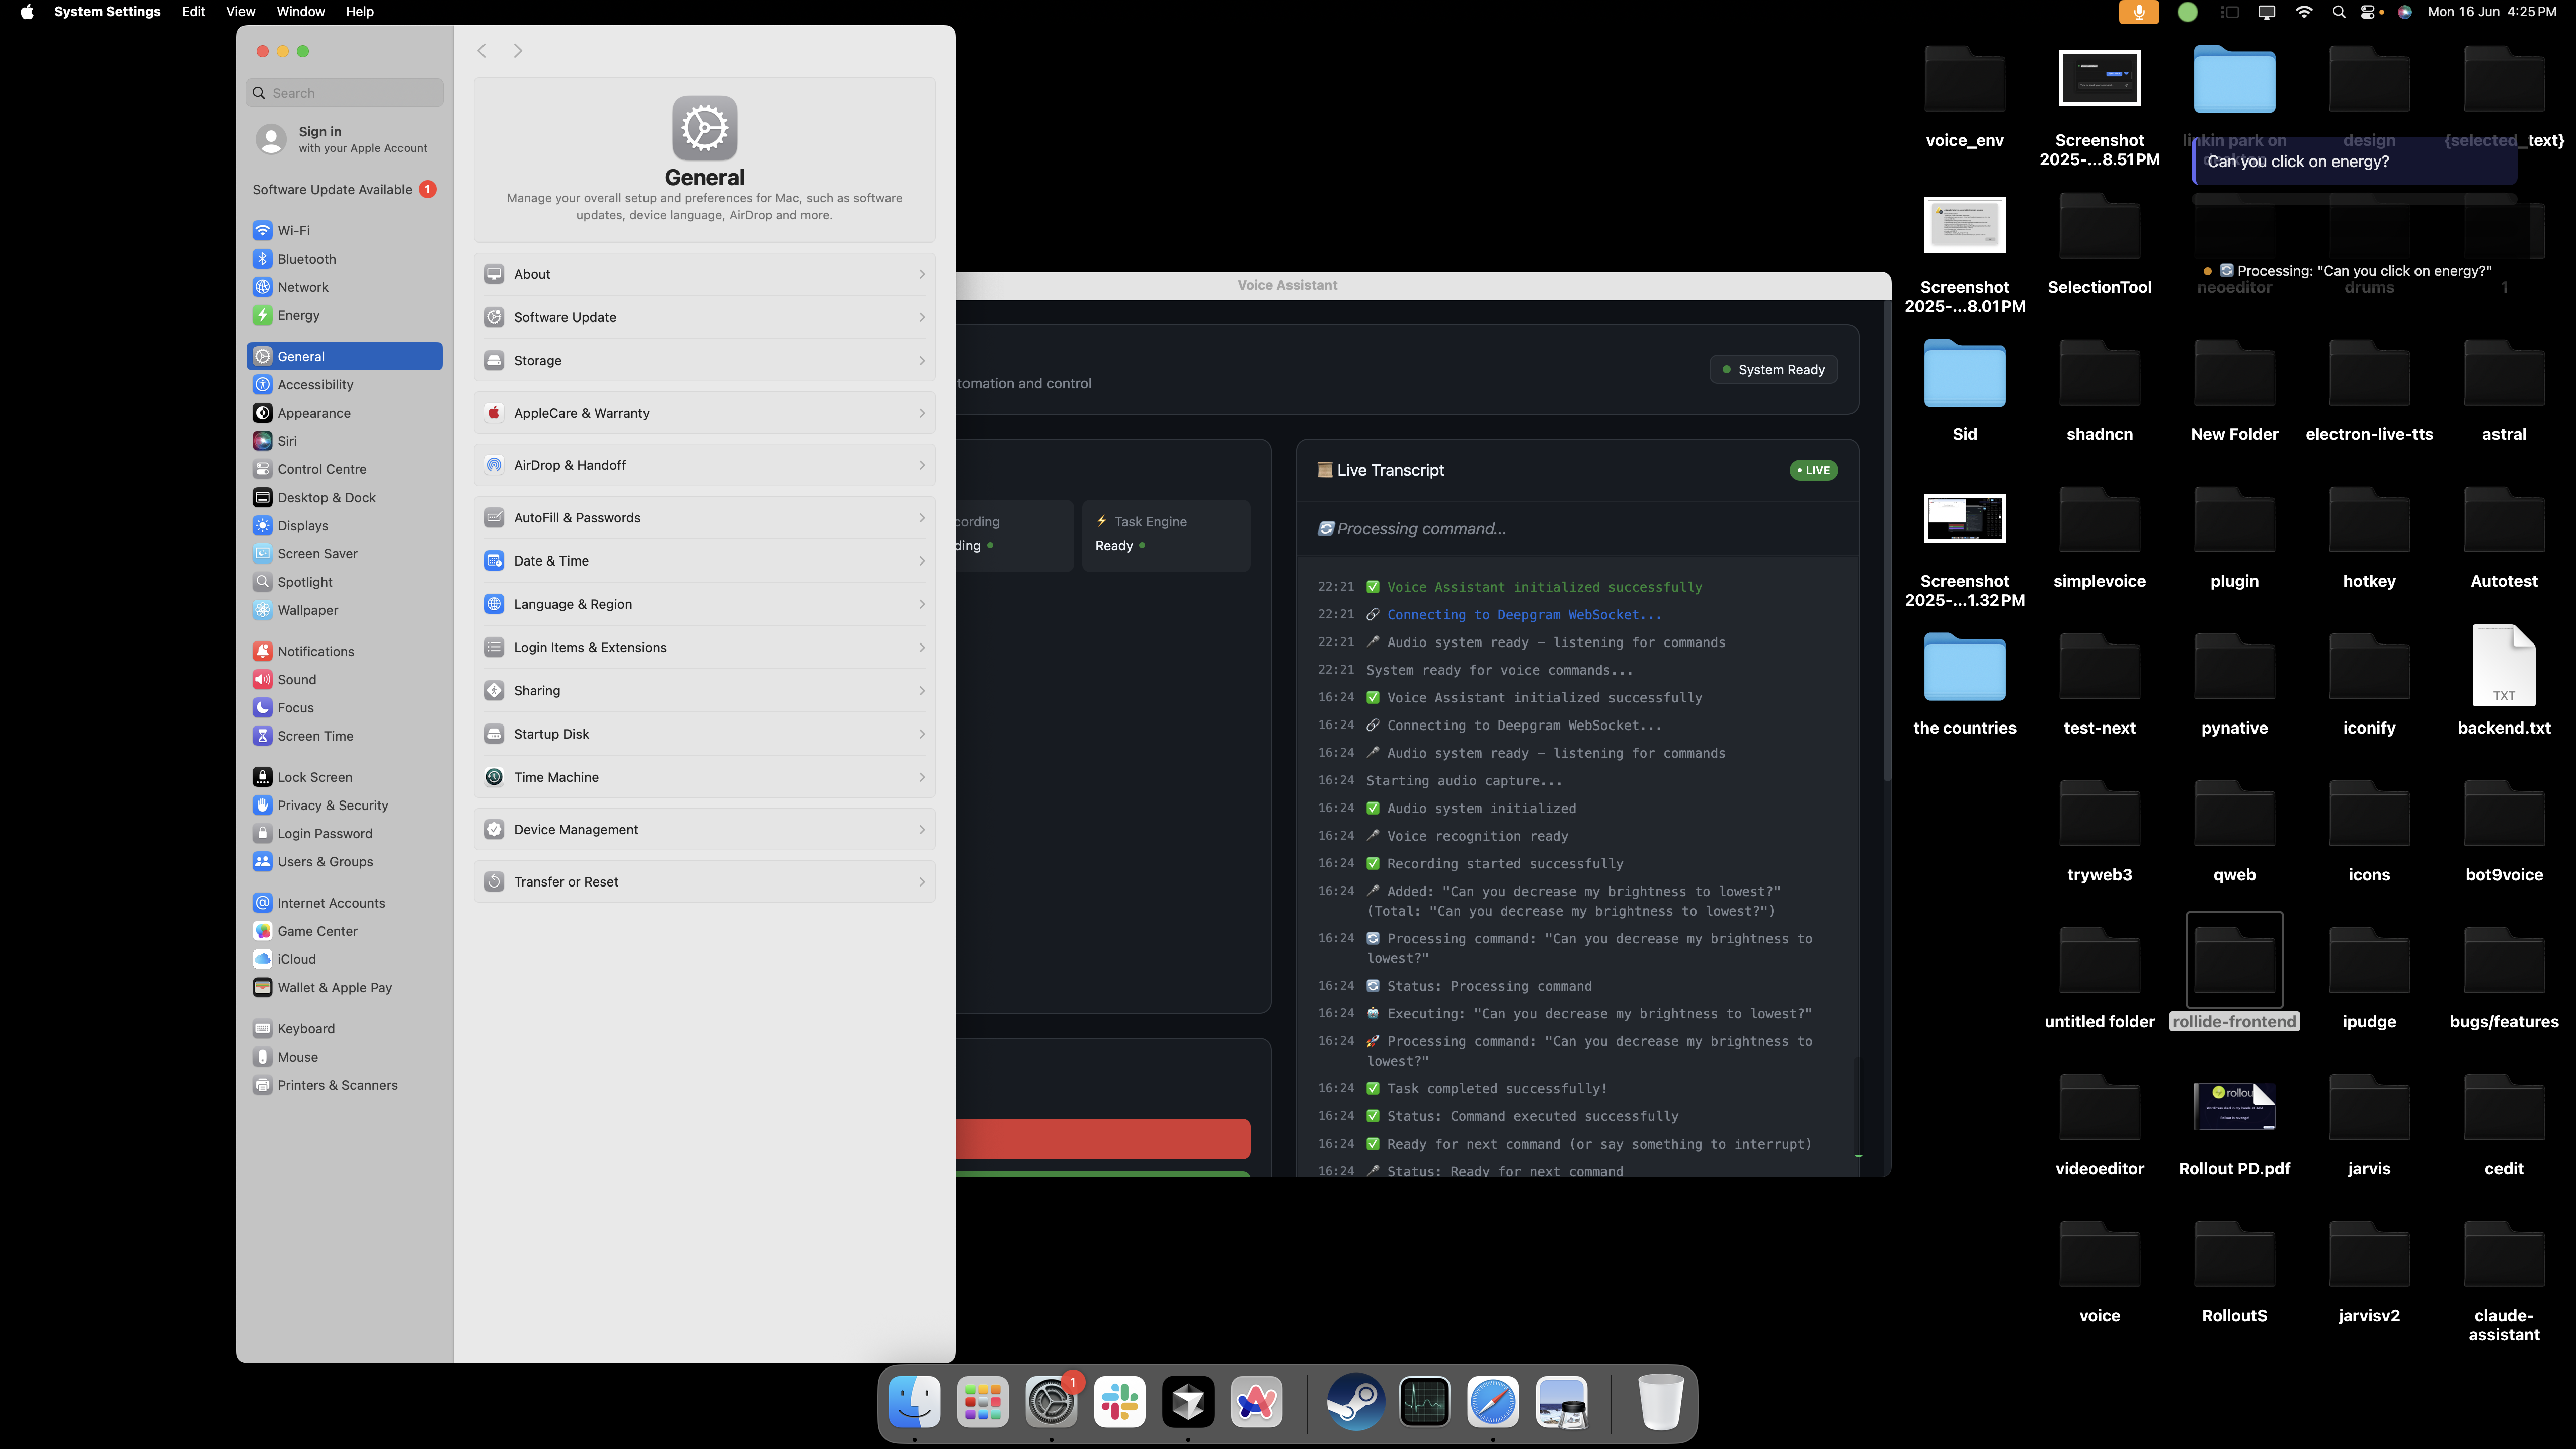 System Settings Edit View Window Help
Mon 16 Jun 4:25 PM
Search
Sign in
with your Apple Account
Software Update Available 1
Wi-Fi
Bluetooth
Network
Energy
General
Accessibility
Appearance
Siri
Control Centre
Desktop & Dock
Displays
Screen Saver
Spotlight
Wallpaper
Notifications
Sound
Focus
Screen Time
Lock Screen
Privacy & Security
Login Password
Users & Groups
Internet Accounts
Game Center
iCloud
Wallet & Apple Pay
Keyboard
Mouse
Printers & Scanners
General
Manage your overall setup and preferences for Mac, such as software
updates, device language, AirDrop and more.
About
Software Update
Storage
AppleCare & Warranty
AirDrop & Handoff
AutoFill & Passwords
Date & Time
Language & Region
Login Items & Extensions
Sharing
Startup Disk
Time Machine
Device Management
Transfer or Reset
Voice Assistant
tomation and control
System Ready
cording
ding
⚡ Task Engine
Ready
Live Transcript
• LIVE
Processing command...
22:21 ✅ Voice Assistant initialized successfully
22:21 🔗 Connecting to Deepgram WebSocket...
22:21 🎤 Audio system ready – listening for commands
22:21 System ready for voice commands...
16:24 ✅ Voice Assistant initialized successfully
16:24 🔗 Connecting to Deepgram WebSocket...
16:24 🎤 Audio system ready – listening for commands
16:24 Starting audio capture...
16:24 ✅ Audio system initialized
16:24 🎤 Voice recognition ready
16:24 ✅ Recording started successfully
16:24 🎤 Added: "Can you decrease my brightness to lowest?"
(Total: "Can you decrease my brightness to lowest?")
16:24 🔄 Processing command: "Can you decrease my brightness to
lowest?"
16:24 🔄 Status: Processing command
16:24 🤖 Executing: "Can you decrease my brightness to lowest?"
16:24 🚀 Processing command: "Can you decrease my brightness to
lowest?"
16:24 ✅ Task completed successfully!
16:24 ✅ Status: Command executed successfully
16:24 ✅ Ready for next command (or say something to interrupt)
16:24 🎤 Status: Ready for next command
voice_env
Screenshot
2025-...8.51 PM
linkin park on
design
{selected_text}
Can you click on energy?
Screenshot
2025-...8.01 PM
SelectionTool
🔄 Processing: "Can you click on energy?"
neoeditor
drums
1
Sid
shadncn
New Folder
electron-live-tts
astral
Screenshot
2025-...1.32 PM
simplevoice
plugin
hotkey
Autotest
the countries
test-next
pynative
iconify
TXT
backend.txt
tryweb3
qweb
icons
bot9voice
untitled folder
rollide-frontend
ipudge
bugs/features
rollou
videoeditor
Rollout PD.pdf
jarvis
cedit
voice
RolloutS
jarvisv2
claude-
assistant
1